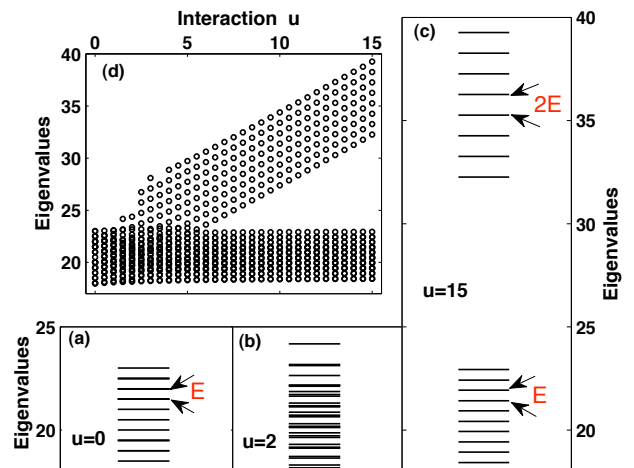 Interaction u
0 5 10 15
(d)
Eigenvalues
40
35
30
25
20
(c)
40
35
30
25
20
Eigenvalues
2E
u=15
E
25
20
Eigenvalues
(a)
E
u=0
(b)
u=2